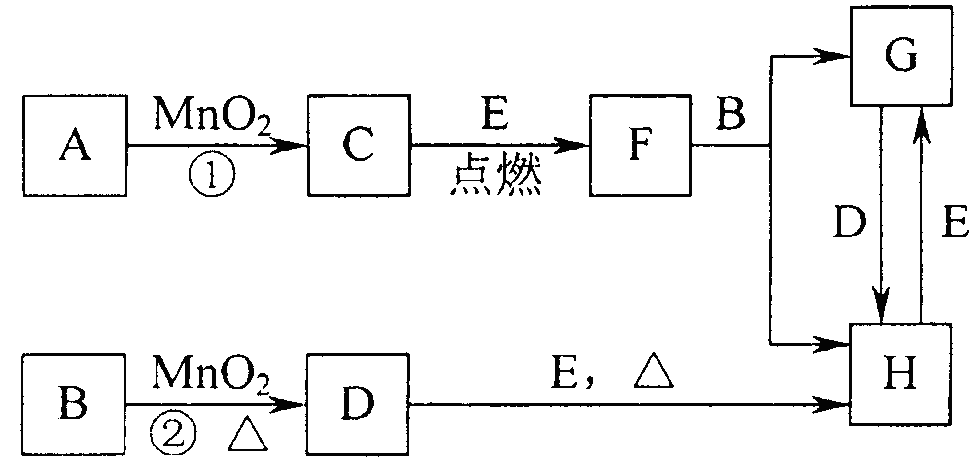 G
MnO₂
E
B
A
C
F
①
点燃
D
E
MnO₂
E, △
B
D
H
② △